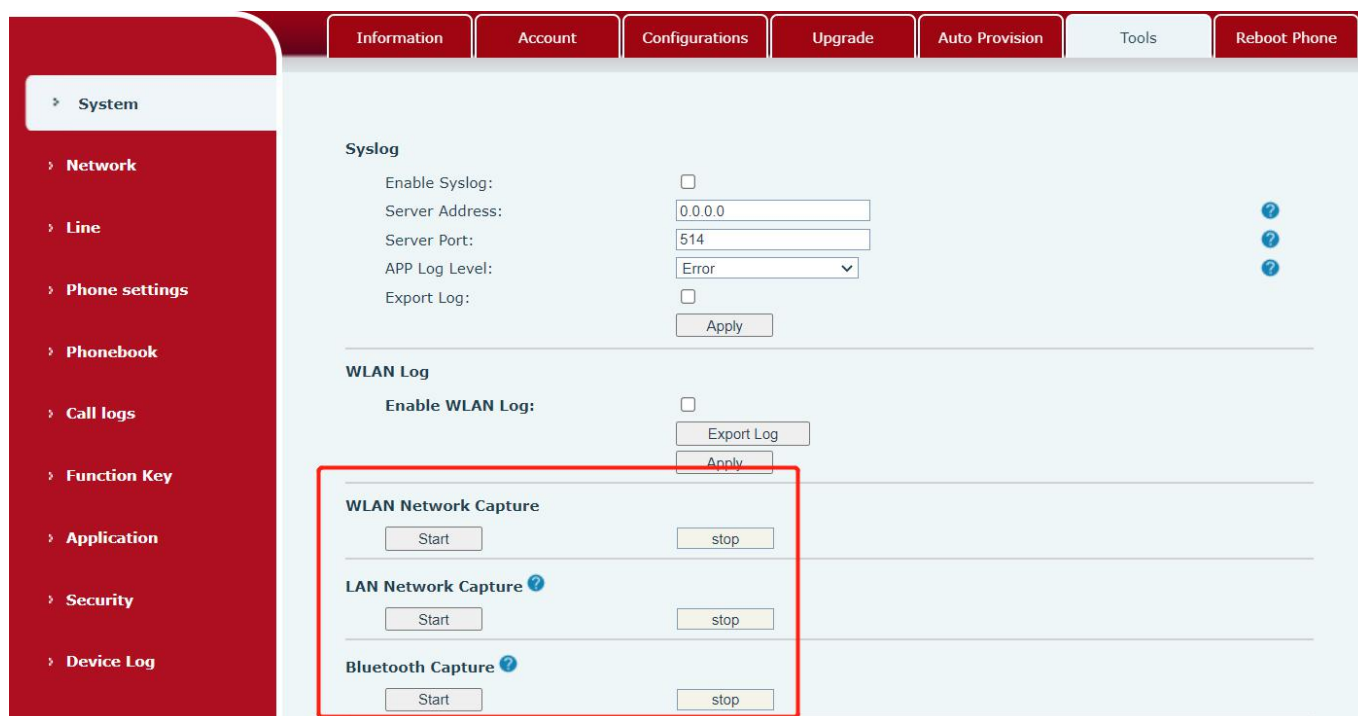 Information Account Configurations Upgrade Auto Provision Tools Reboot Phone
System
Network
Line
Phone settings
Phonebook
Call logs
Function Key
Application
Security
Device Log
Syslog
Enable Syslog:
Server Address: 0.0.0.0 ?
Server Port: 514 ?
APP Log Level: Error ?
Export Log:
Apply
WLAN Log
Enable WLAN Log:
Export Log
Apply
WLAN Network Capture
Start stop
LAN Network Capture ?
Start stop
Bluetooth Capture ?
Start stop